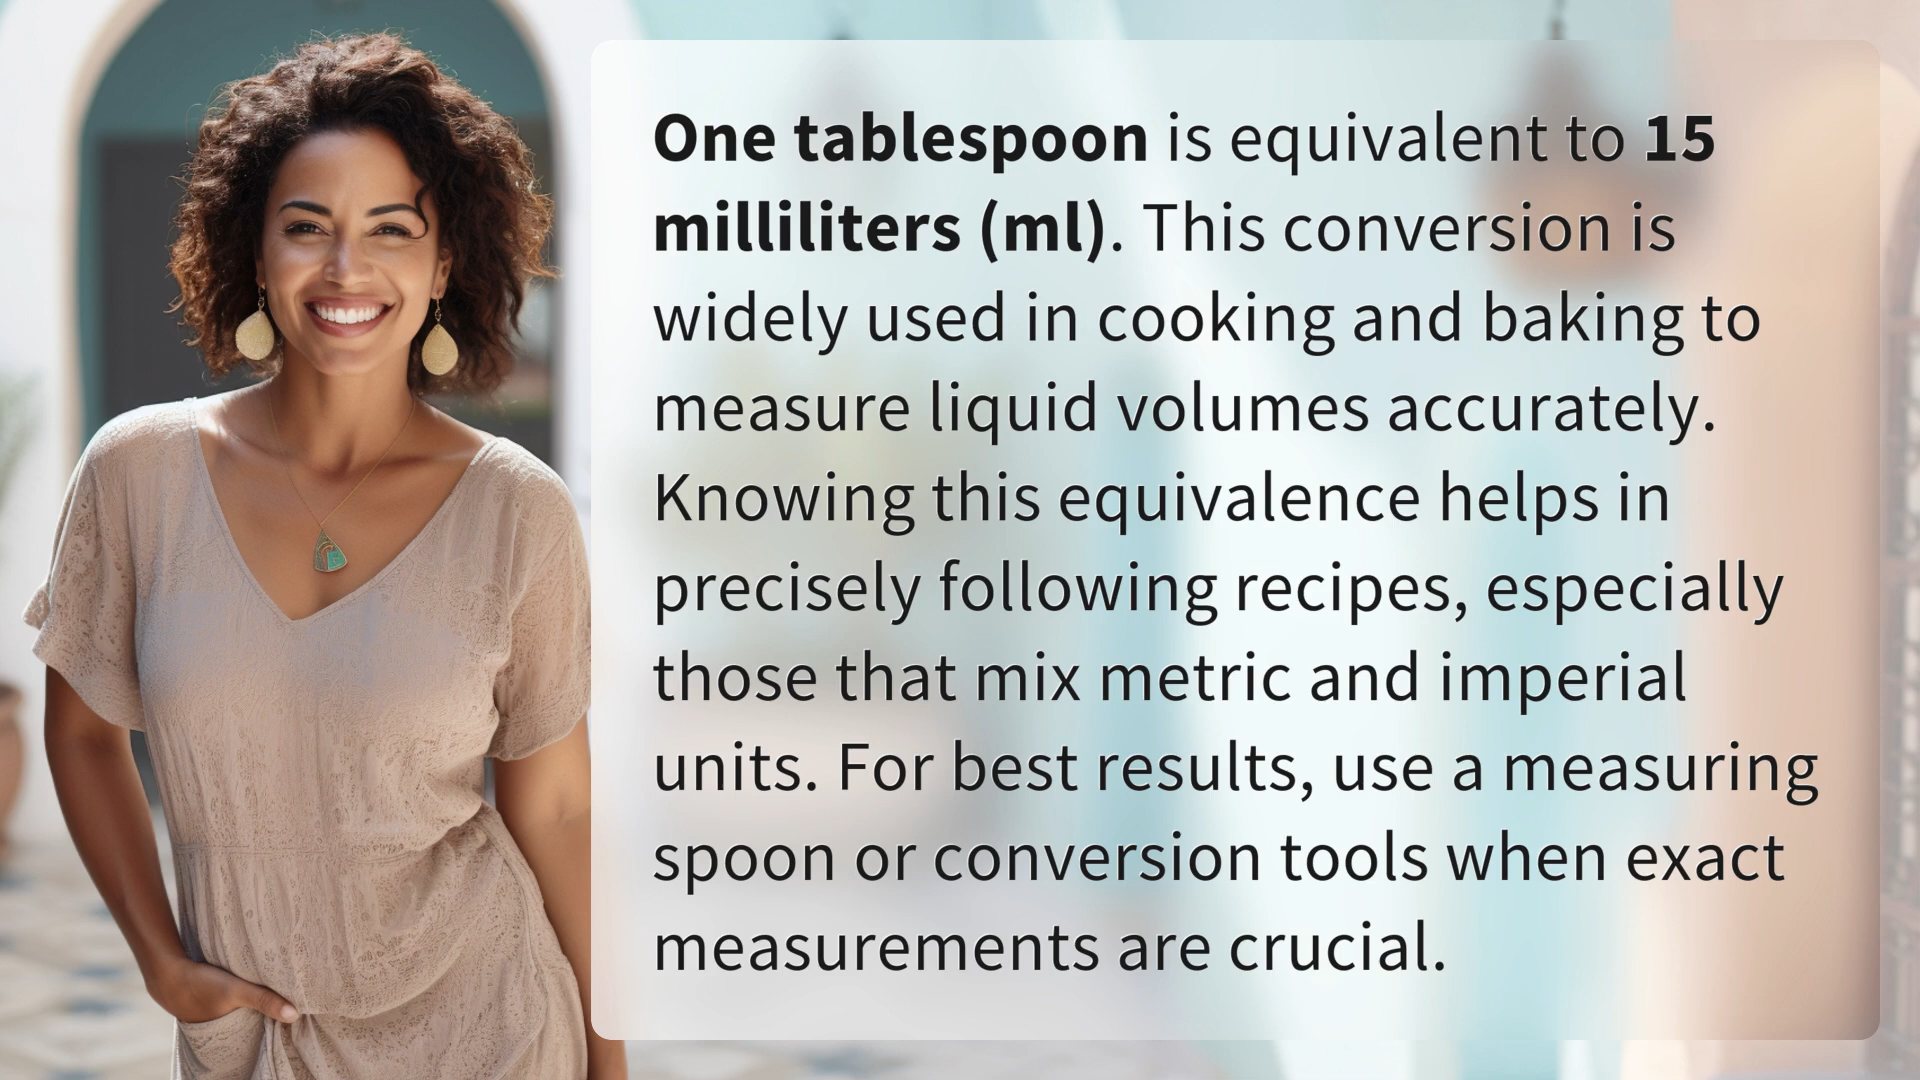 One tablespoon is equivalent to 15
milliliters (ml). This conversion is
widely used in cooking and baking to
measure liquid volumes accurately.
Knowing this equivalence helps in
precisely following recipes, especially
those that mix metric and imperial
units. For best results, use a measuring
spoon or conversion tools when exact
measurements are crucial.